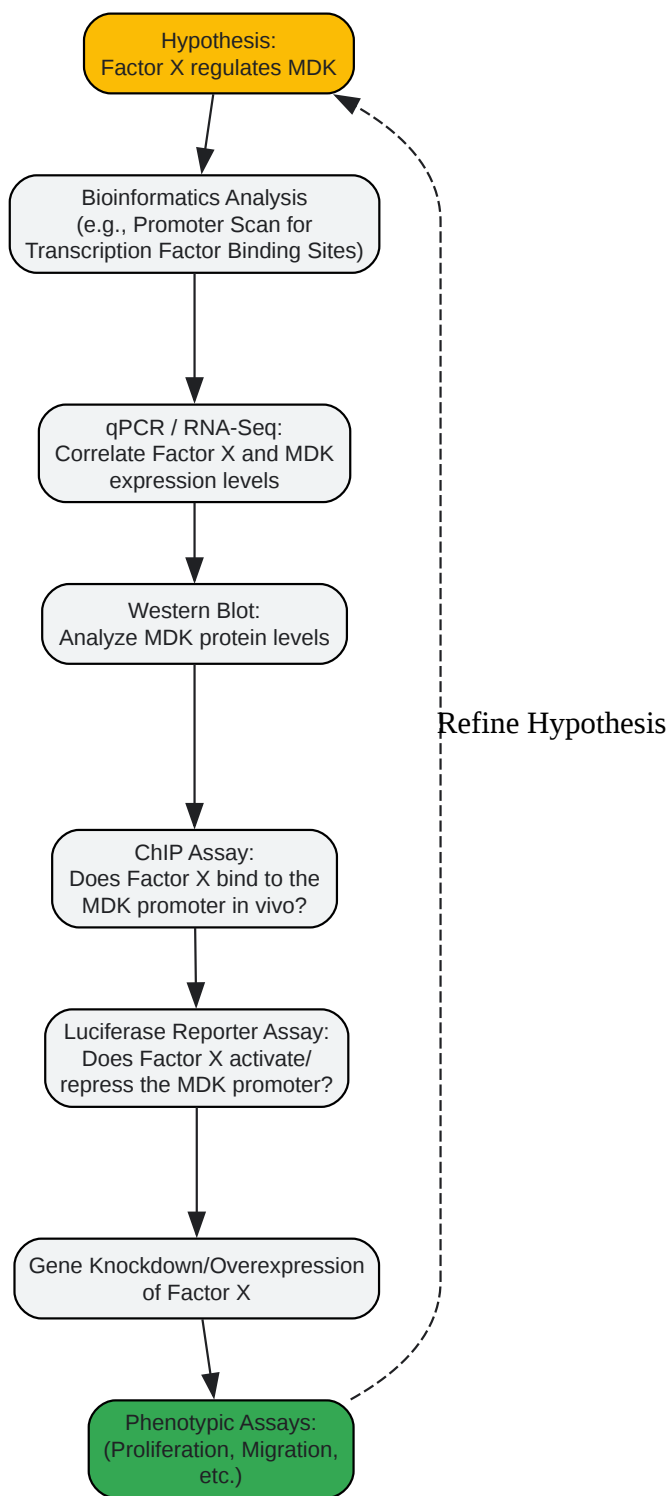 Hypothesis:
Factor X regulates MDK
Bioinformatics Analysis
(e.g., Promoter Scan for
Transcription Factor Binding Sites)
qPCR / RNA-Seq:
Correlate Factor X and MDK
expression levels
Western Blot:
Analyze MDK protein levels
Refine Hypothesis
ChIP Assay:
Does Factor X bind to the
MDK promoter in vivo?
Luciferase Reporter Assay:
Does Factor X activate/
repress the MDK promoter?
Gene Knockdown/Overexpression
of Factor X
Phenotypic Assays:
(Proliferation, Migration,
etc.)